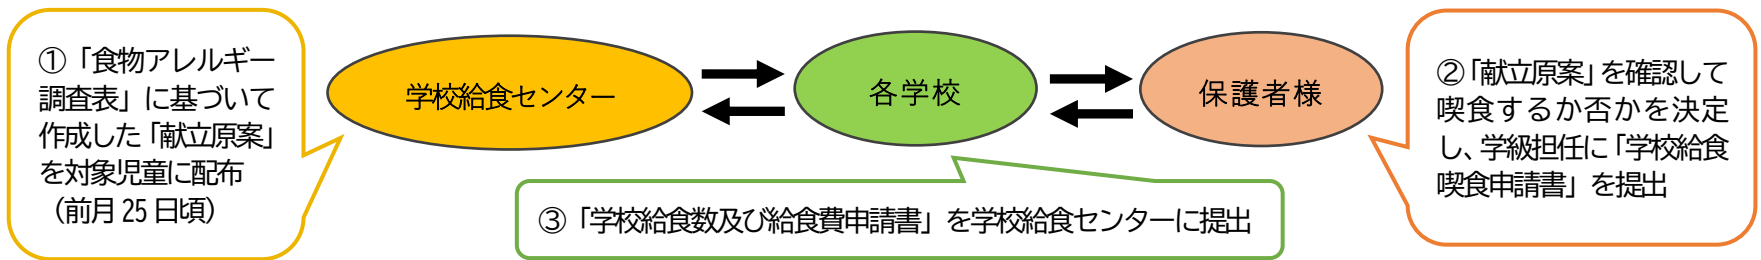 ①「食物アレルギー
調査表」に基づいて
作成した「献立原案」
を対象児童に配布
（前月 25 日頃）
学校給食センター
各学校
保護者様
②「献立原案」を確認して
喫食するか否かを決定
し、学級担任に「学校給食
喫食申請書」を提出
③「学校給食数及び給食費申請書」を学校給食センターに提出